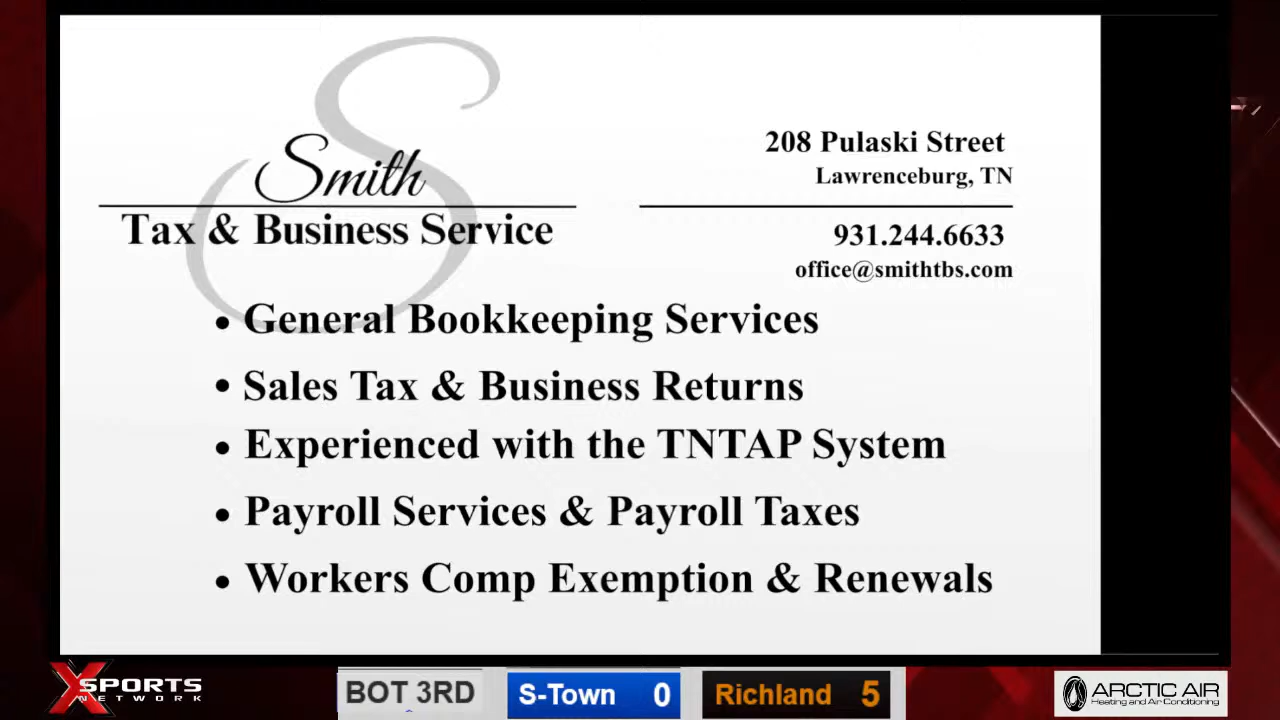 Smith
Tax & Business Service
208 Pulaski Street
Lawrenceburg, TN
931.244.6633
office@smithtbs.com
• General Bookkeeping Services
• Sales Tax & Business Returns
• Experienced with the TNTAP System
• Payroll Services & Payroll Taxes
• Workers Comp Exemption & Renewals
XSPORTS
NETWORK
BOT 3RD
S-Town 0
Richland 5
ARCTIC AIR
Heating and Air Conditioning